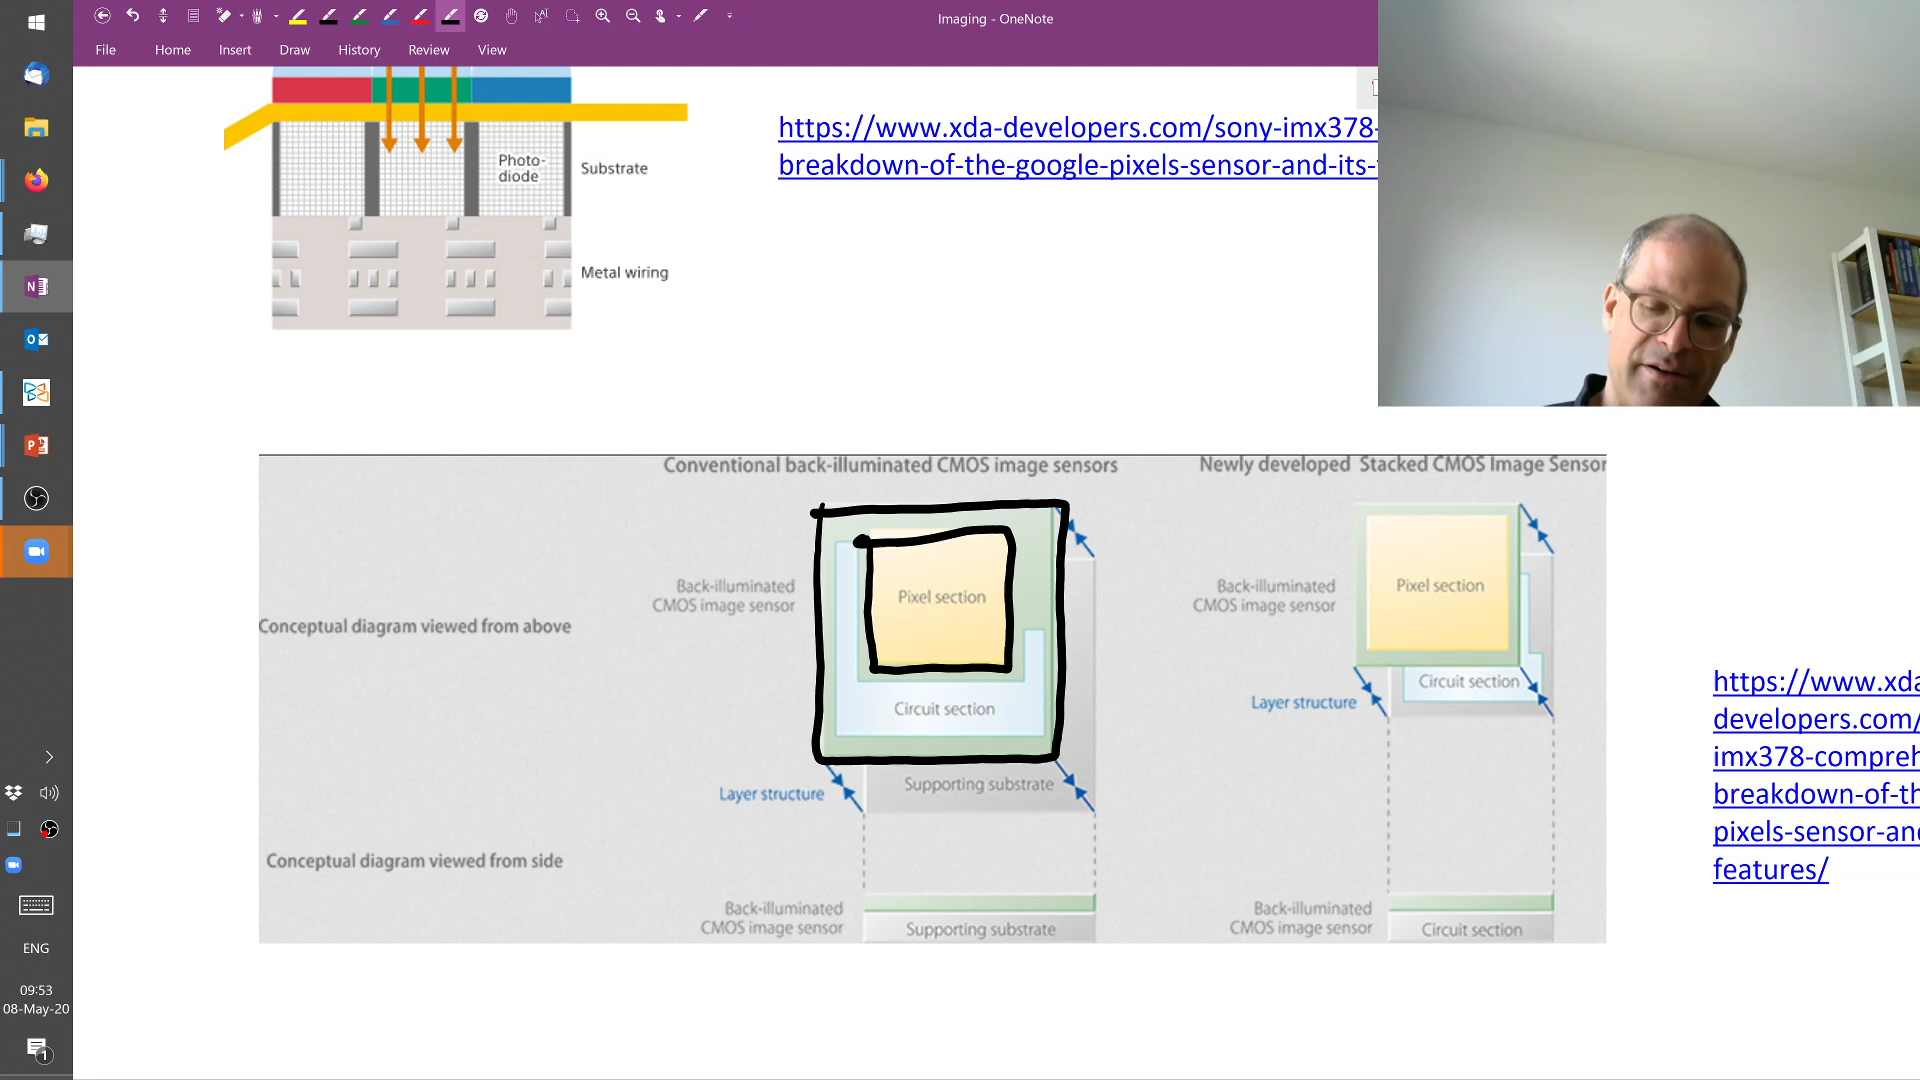 Imaging - OneNote
File Home Insert Draw History Review View
Photo-
diode
Substrate
Metal wiring
https://www.xda-developers.com/sony-imx378-
breakdown-of-the-google-pixels-sensor-and-its-
Conventional back-illuminated CMOS image sensors
Newly developed Stacked CMOS Image Sensor
Conceptual diagram viewed from above
Back-illuminated
CMOS image sensor
Pixel section
Circuit section
Supporting substrate
Layer structure
Back-illuminated
CMOS image sensor
Pixel section
Circuit section
Layer structure
Conceptual diagram viewed from side
Back-illuminated
CMOS image sensor
Supporting substrate
Back-illuminated
CMOS image sensor
Circuit section
https://www.xda
developers.com/
imx378-compreh
breakdown-of-th
pixels-sensor-and
features/
ENG
09:53
08-May-20
1